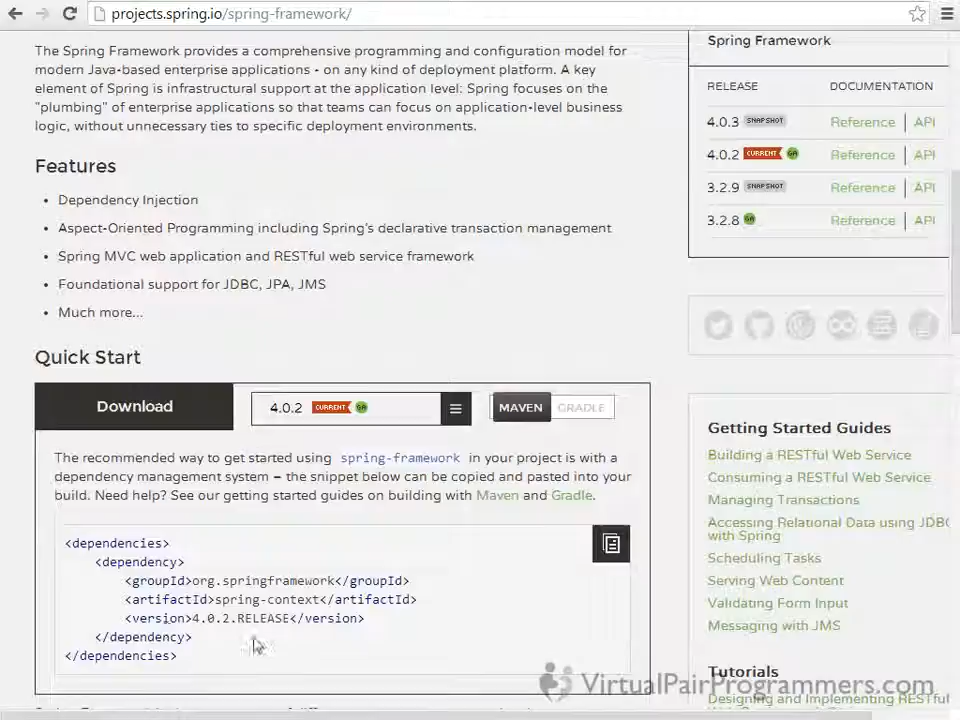 projects.spring.io/spring-framework/
The Spring Framework provides a comprehensive programming and configuration model for
modern Java-based enterprise applications - on any kind of deployment platform. A key
element of Spring is infrastructural support at the application level: Spring focuses on the
"plumbing" of enterprise applications so that teams can focus on application-level business
logic, without unnecessary ties to specific deployment environments.
Features
• Dependency Injection
• Aspect-Oriented Programming including Spring's declarative transaction management
• Spring MVC web application and RESTful web service framework
• Foundational support for JDBC, JPA, JMS
• Much more...
Quick Start
Download
4.0.2 CURRENT GA
MAVEN GRADLE
The recommended way to get started using spring-framework in your project is with a
dependency management system – the snippet below can be copied and pasted into your
build. Need help? See our getting started guides on building with Maven and Gradle.
<dependencies>
<dependency>
<groupId>org.springframework</groupId>
<artifactId>spring-context</artifactId>
<version>4.0.2.RELEASE</version>
</dependency>
</dependencies>
Spring Framework
RELEASE DOCUMENTATION
4.0.3 SNAPSHOT Reference | API
4.0.2 CURRENT GA Reference | API
3.2.9 SNAPSHOT Reference | API
3.2.8 GA Reference | API
Getting Started Guides
Building a RESTful Web Service
Consuming a RESTful Web Service
Managing Transactions
Accessing Relational Data using JDBC
with Spring
Scheduling Tasks
Serving Web Content
Validating Form Input
Messaging with JMS
Tutorials
Designing and Implementing RESTful
VirtualPairProgrammers.com